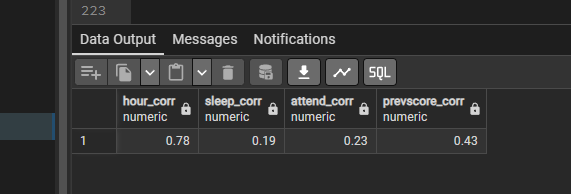 223
Data Output Messages Notifications
SQL
hour_corr sleep_corr attend_corr prevscore_corr
numeric numeric numeric numeric
1 0.78 0.19 0.23 0.43